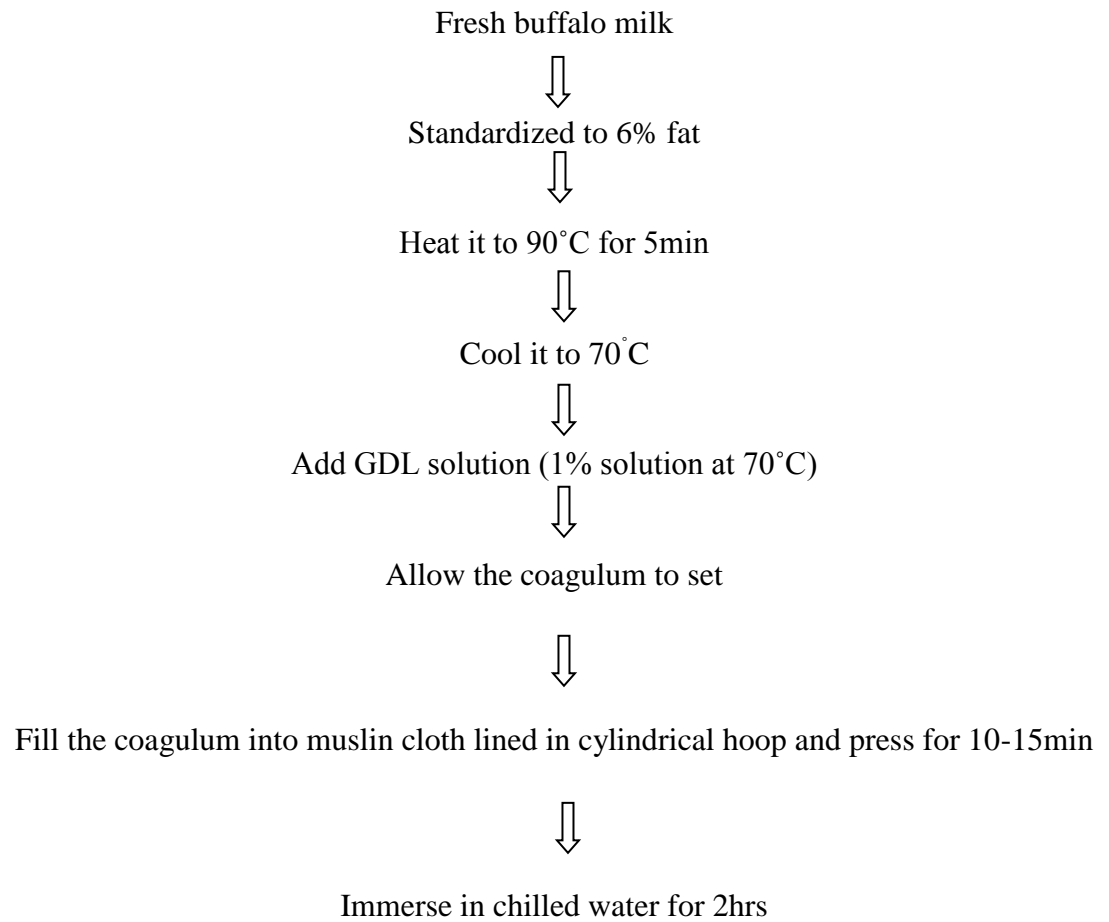 Fresh buffalo milk
Standardized to 6% fat
Heat it to 90˚C for 5min
Cool it to 70˚C
Add GDL solution (1% solution at 70˚C)
Allow the coagulum to set
Fill the coagulum into muslin cloth lined in cylindrical hoop and press for 10-15min
Immerse in chilled water for 2hrs